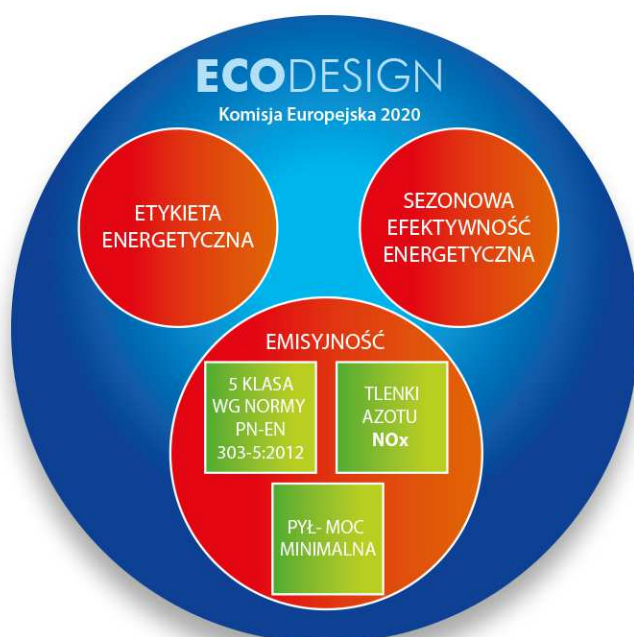 ECODESIGN
Komisja Europejska 2020
ETYKIETA
ENERGETYCZNA
SEZONOWA
EFEKTYWNOŚĆ
ENERGETYCZNA
EMISYJNOŚĆ
5 KLASA
WG NORMY
PN-EN
303-5:2012
TLENKI
AZOTU
NOx
PYŁ- MOC
MINIMALNA